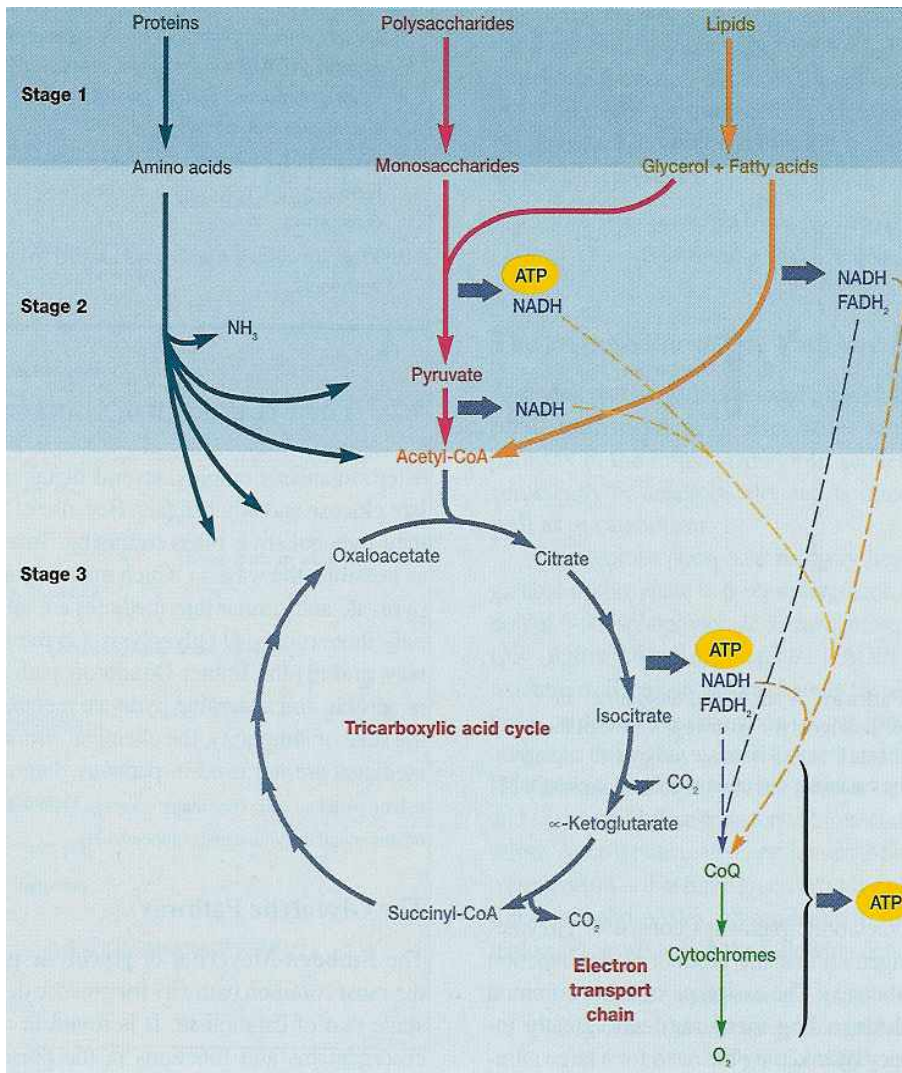 Proteins
Polysaccharides
Lipids
Stage 1
Amino acids
Monosaccharides
Glycerol + Fatty acids
Stage 2
ATP
NADH
NADH
FADH₂
NH₃
Pyruvate
NADH
Acetyl-CoA
Oxaloacetate
Citrate
Stage 3
ATP
NADH
FADH₂
Isocitrate
Tricarboxylic acid cycle
CO₂
∝-Ketoglutarate
CoQ
Succinyl-CoA
CO₂
ATP
Cytochromes
Electron
transport
chain
O₂